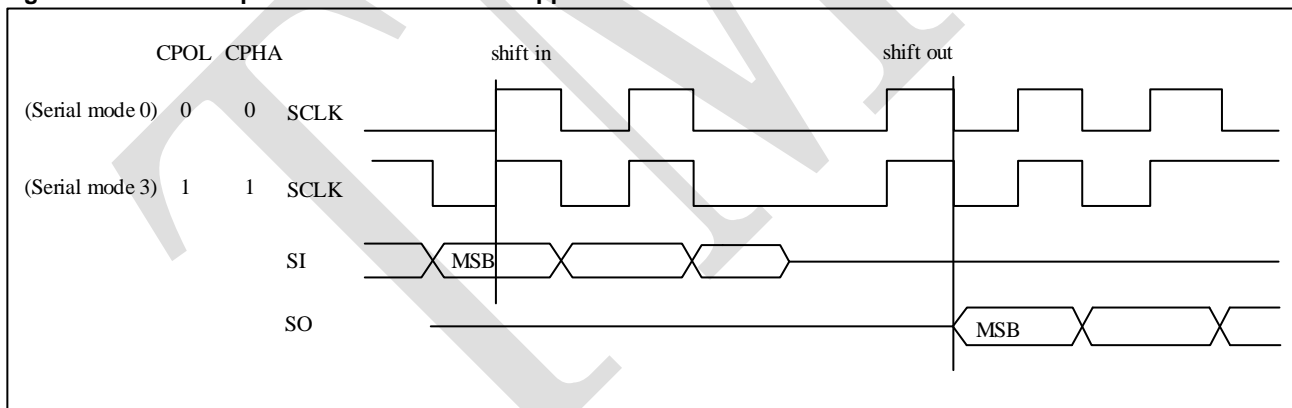 CPOL CPHA shift in shift out
(Serial mode 0) 0 0 SCLK
(Serial mode 3) 1 1 SCLK
SI MSB
SO MSB